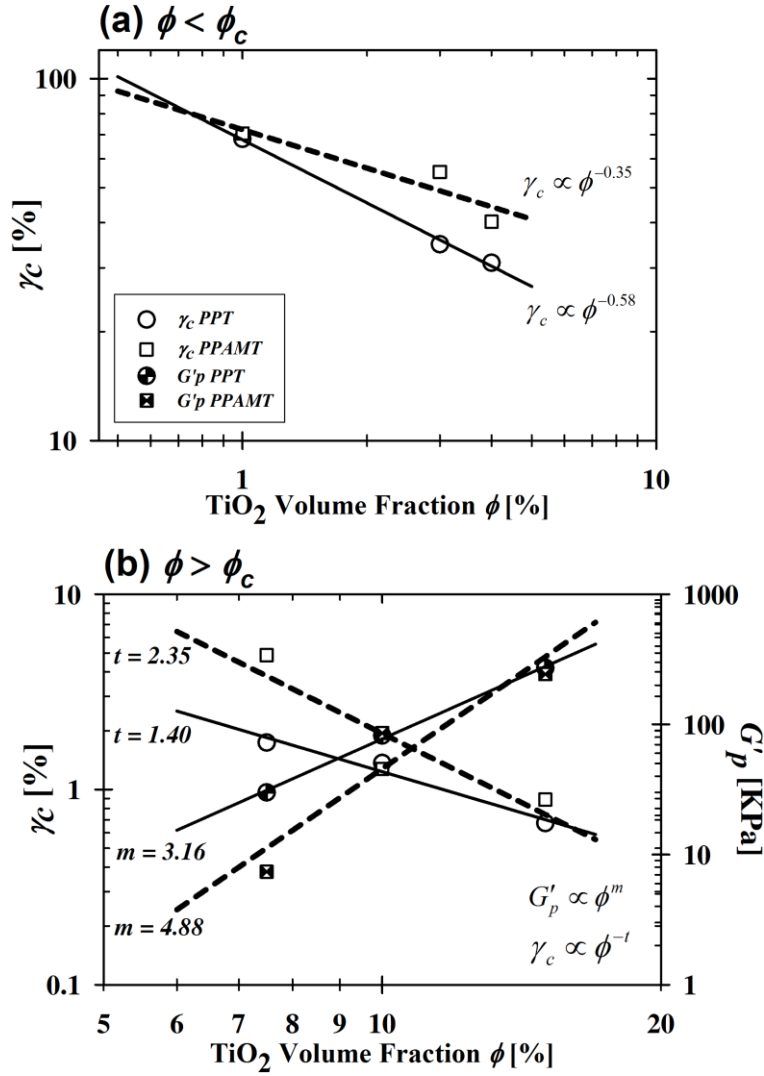 (a) ϕ < ϕc
100
γc ∝ ϕ^−0.35
γc [%]
γc ∝ ϕ^−0.58
γc PPT
γc PPAMT
G'p PPT
G'p PPAMT
10
1 10
TiO2 Volume Fraction ϕ [%]
(b) ϕ > ϕc
10 1000
t = 2.35
t = 1.40
100
γc [%] G'p [KPa]
1
m = 3.16
10
G'p ∝ ϕ^m
m = 4.88
γc ∝ ϕ^−t
0.1 1
5 6 7 8 9 10 20
TiO2 Volume Fraction ϕ [%]